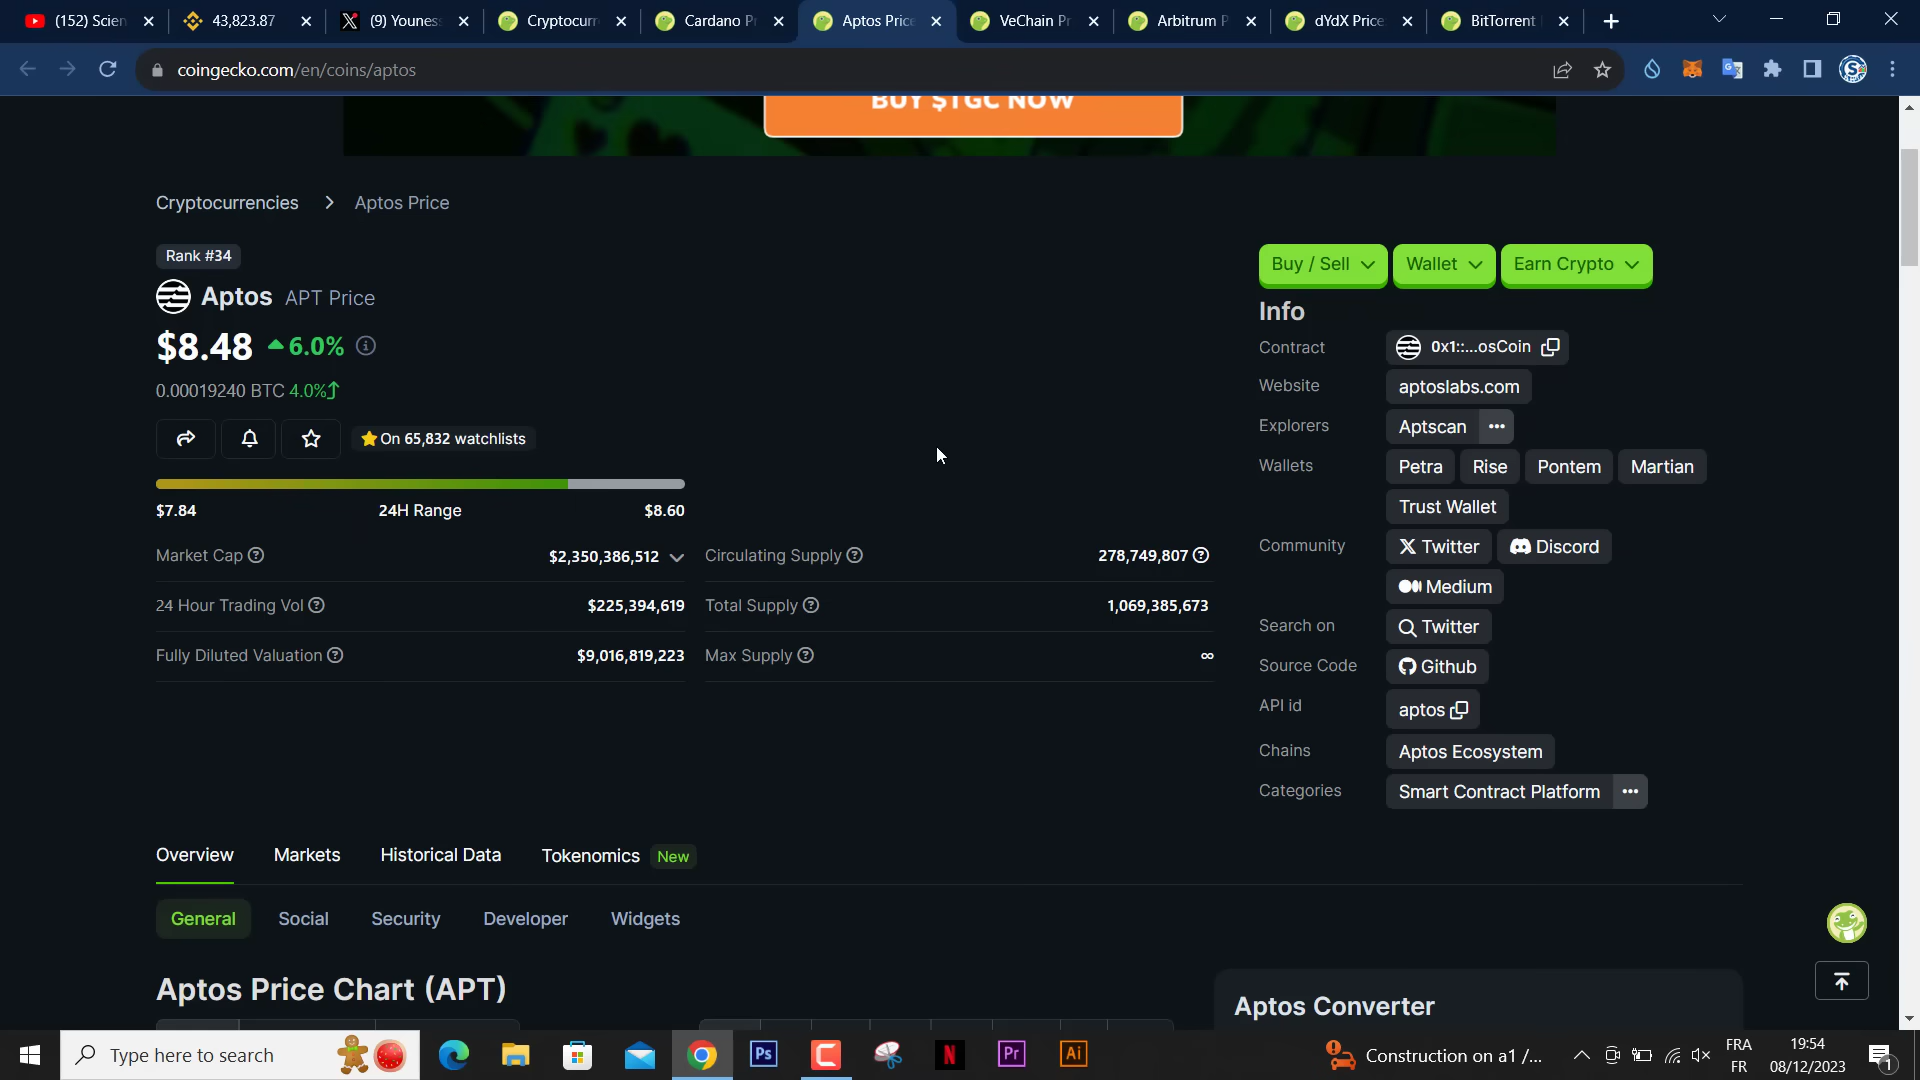 (152) Scien
43,823.87
(9) Youness
Cryptocurr
Cardano P
Aptos Price
VeChain Pr
Arbitrum P
dYdX Price
BitTorrent
coingecko.com/en/coins/aptos
BUY $TGC NOW
Cryptocurrencies > Aptos Price
Rank #34
Aptos APT Price
$8.48 6.0%
0.00019240 BTC 4.0%
On 65,832 watchlists
$7.84 24H Range $8.60
Market Cap $2,350,386,512
Circulating Supply 278,749,807
24 Hour Trading Vol $225,394,619
Total Supply 1,069,385,673
Fully Diluted Valuation $9,016,819,223
Max Supply ∞
Buy / Sell
Wallet
Earn Crypto
Info
Contract 0x1::...osCoin
Website aptoslabs.com
Explorers Aptscan •••
Wallets Petra Rise Pontem Martian
Trust Wallet
Community Twitter Discord
Medium
Search on Twitter
Source Code Github
API id aptos
Chains Aptos Ecosystem
Categories Smart Contract Platform •••
Overview Markets Historical Data Tokenomics New
General Social Security Developer Widgets
Aptos Price Chart (APT)
Aptos Converter
Type here to search
Ps
N
Pr
Ai
Construction on a1 /...
FRA
FR
19:54
08/12/2023
1